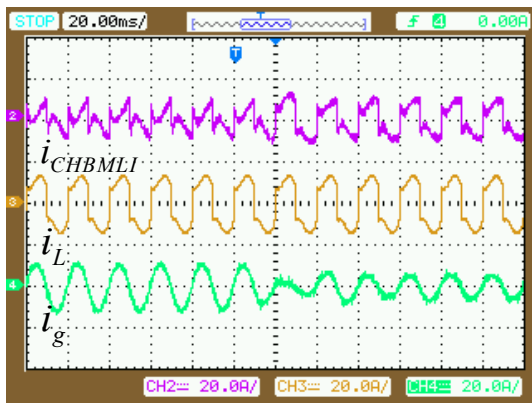 STOP 20.00ms/ T 4 0.00A
T
2
i_CHBMLI
3
i_L
4
i_g
CH2 20.0A/ CH3 20.0A/ CH4 20.0A/